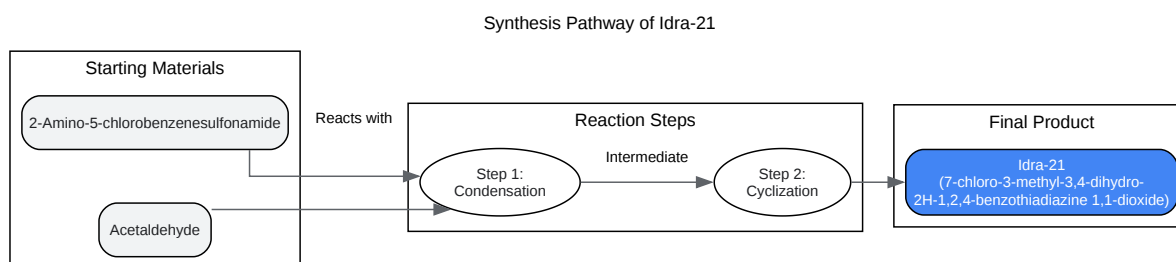 Synthesis Pathway of Idra-21
Starting Materials
2-Amino-5-chlorobenzenesulfonamide
Acetaldehyde
Reacts with
Reaction Steps
Step 1:
Condensation
Intermediate
Step 2:
Cyclization
Final Product
Idra-21
(7-chloro-3-methyl-3,4-dihydro-
2H-1,2,4-benzothiadiazine 1,1-dioxide)